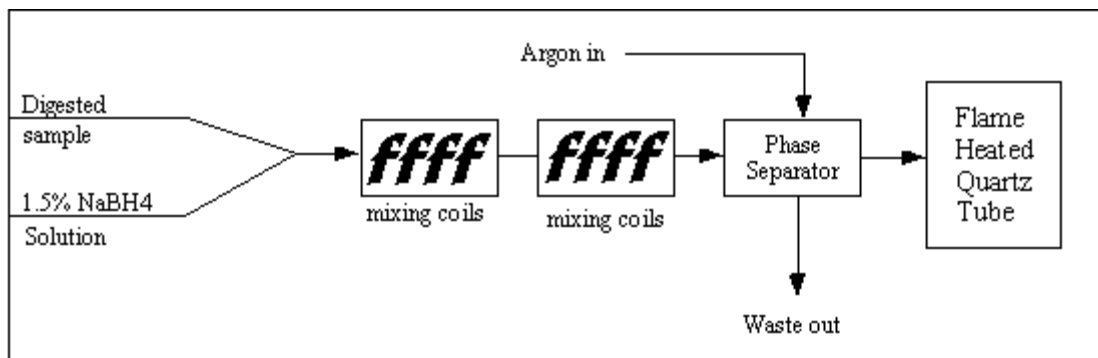 Argon in
Digested
sample
1.5% NaBH4
Solution
ffff
mixing coils
ffff
mixing coils
Phase
Separator
Waste out
Flame
Heated
Quartz
Tube